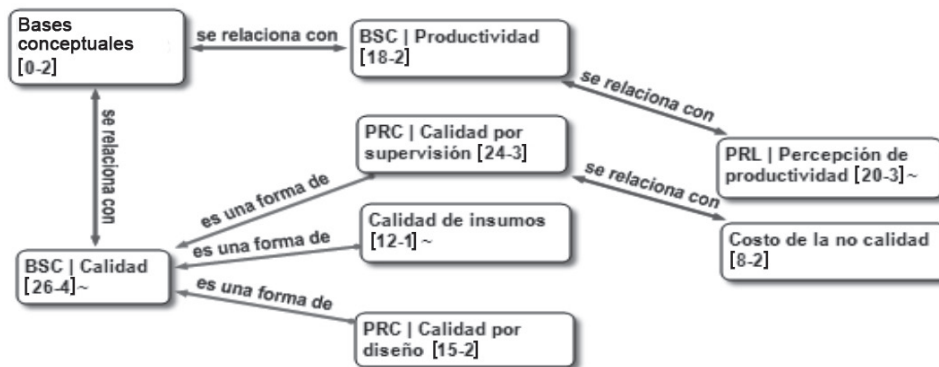 Bases
conceptuales
[0-2]
se relaciona con
BSC | Productividad
[18-2]
se relaciona con
se relaciona con
PRC | Calidad por
supervisión [24-3]
PRL | Percepción de
productividad [20-3]~
es una forma de
se relaciona con
Calidad de insumos
[12-1]~
es una forma de
Costo de la no calidad
[8-2]
BSC | Calidad
[26-4]~
es una forma de
PRC | Calidad por
diseño [15-2]